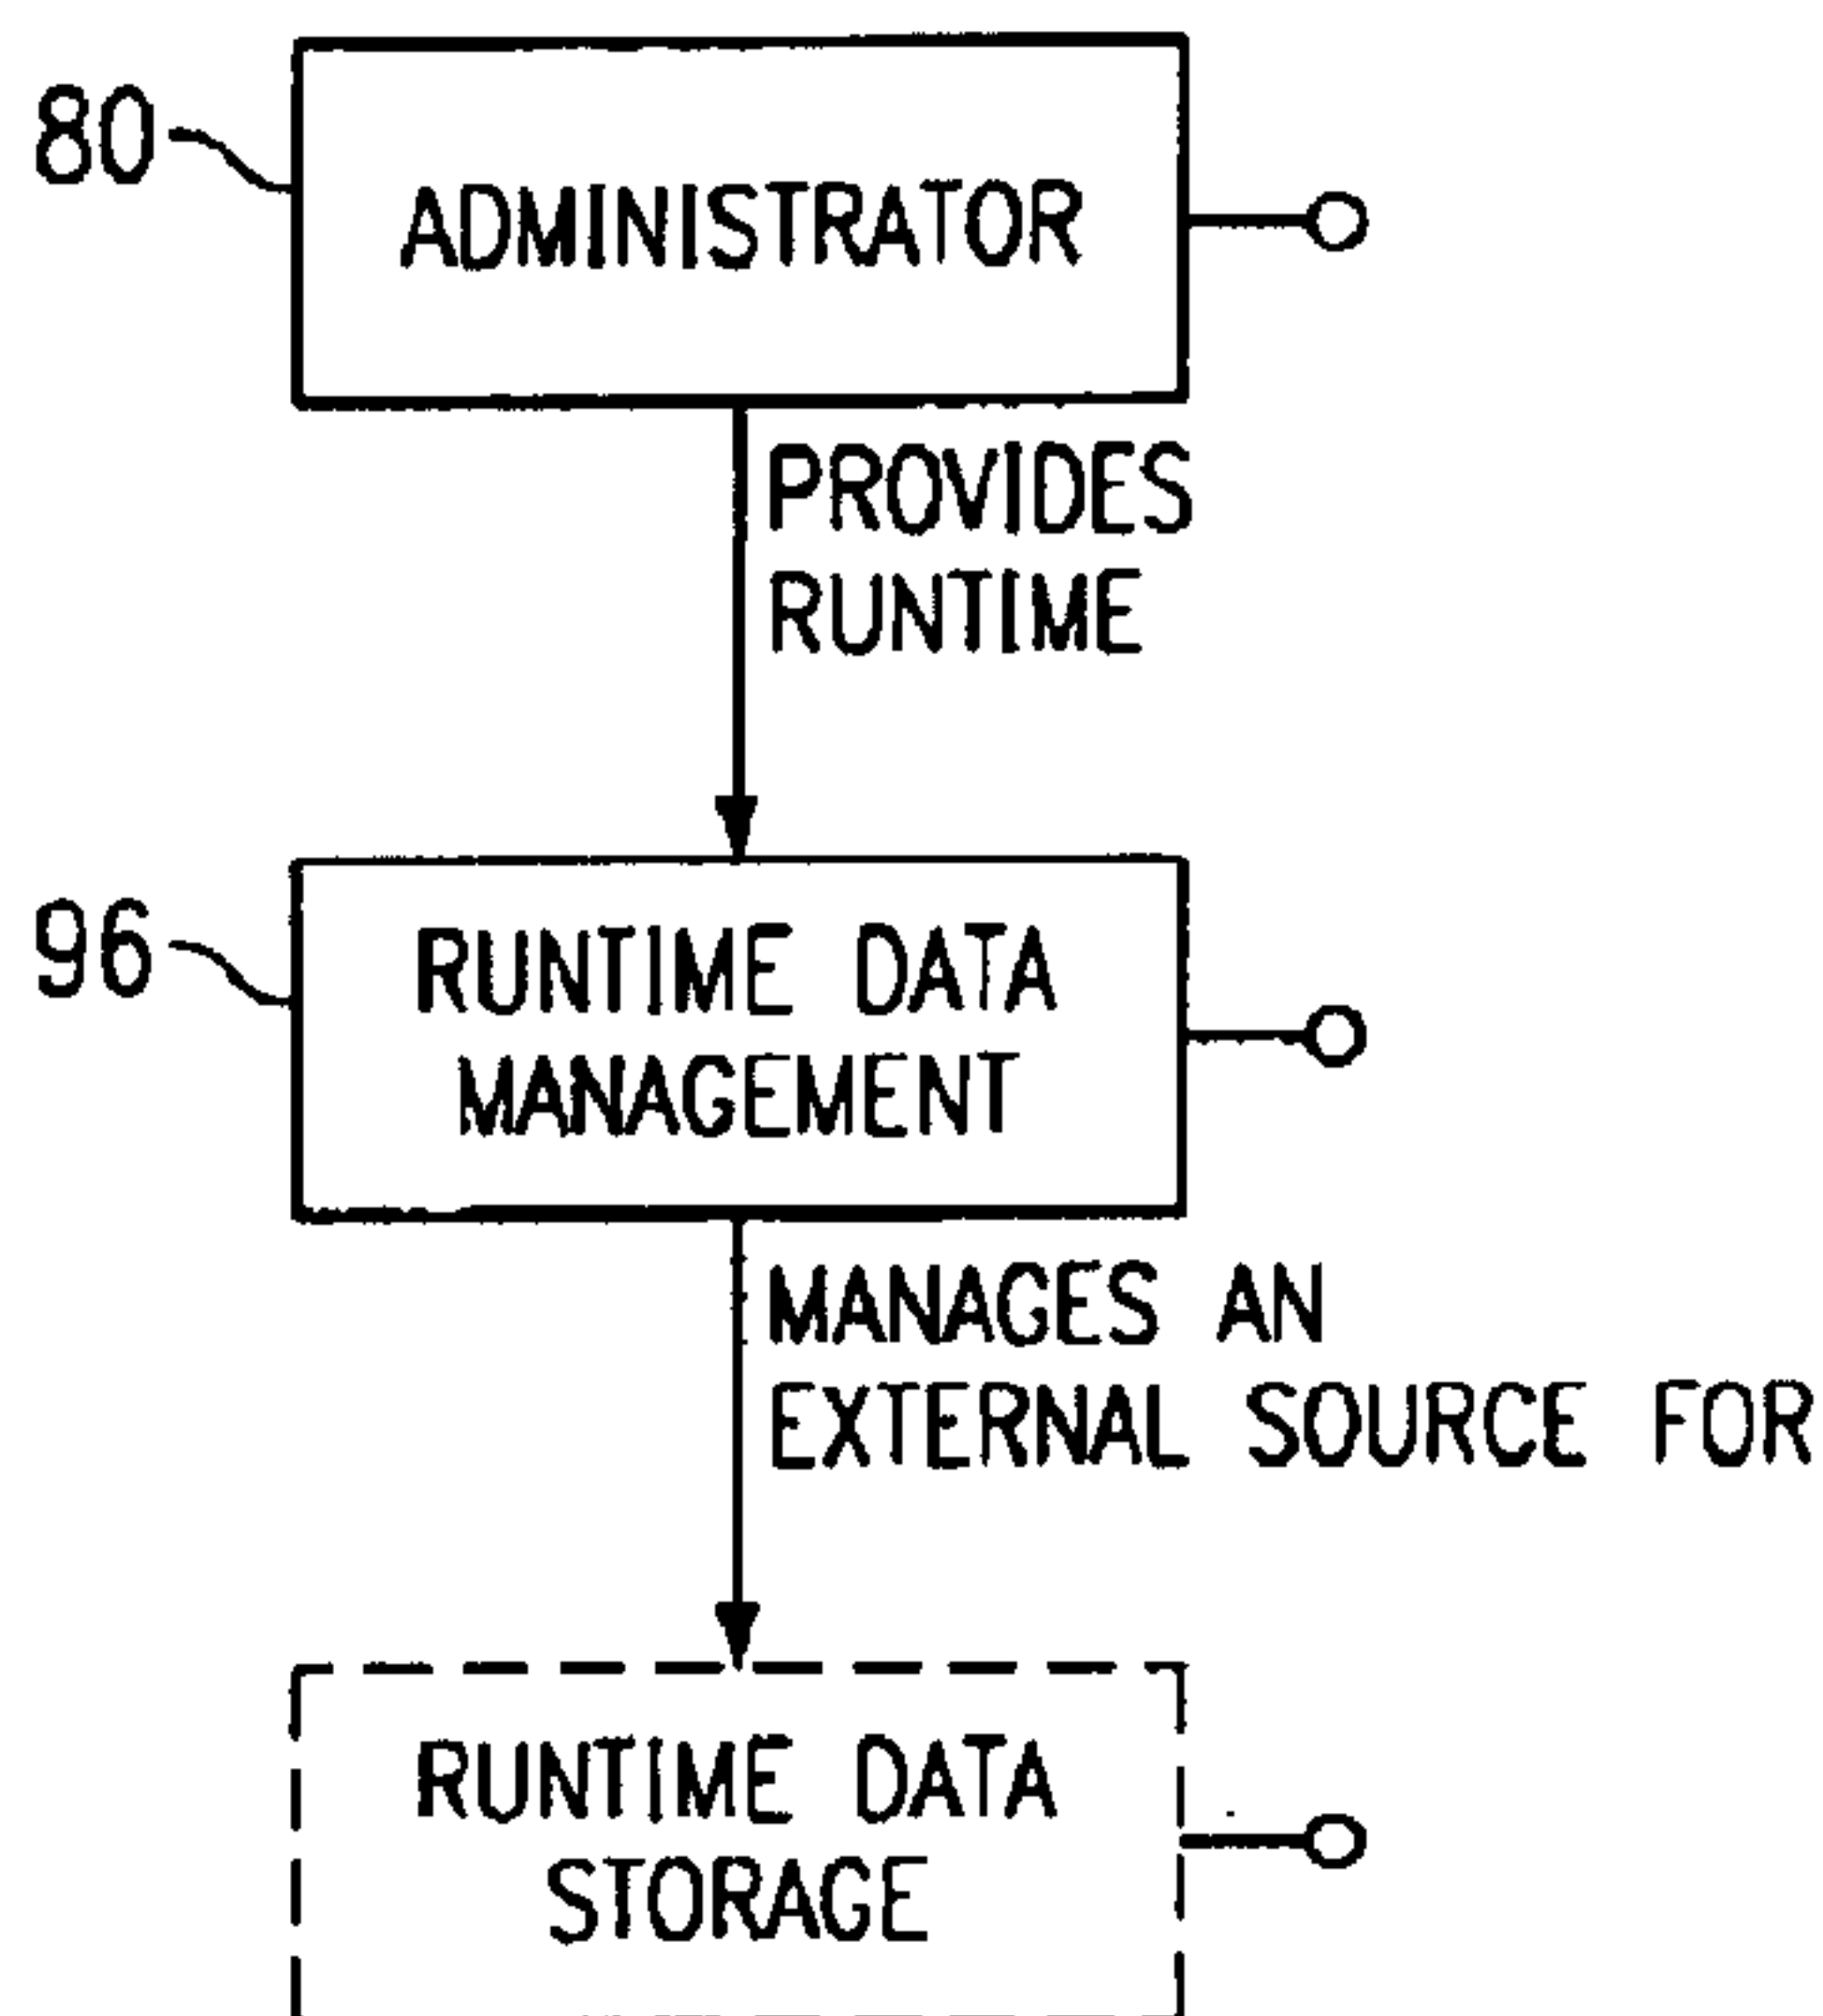 80
ADMINISTRATOR
PROVIDES
RUNTIME
96
RUNTIME DATA
MANAGEMENT
MANAGES AN
EXTERNAL SOURCE FOR
RUNTIME DATA
STORAGE